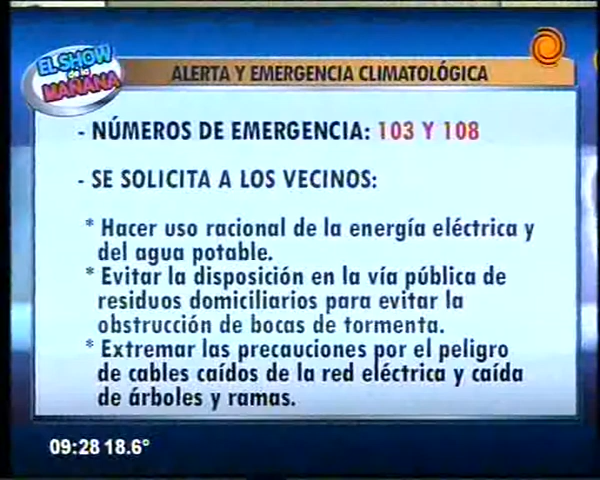 EL SHOW
de la
MAÑANA
ALERTA Y EMERGENCIA CLIMATOLÓGICA
- NÚMEROS DE EMERGENCIA: 103 Y 108
- SE SOLICITA A LOS VECINOS:
* Hacer uso racional de la energía eléctrica y
del agua potable.
* Evitar la disposición en la vía pública de
residuos domiciliarios para evitar la
obstrucción de bocas de tormenta.
* Extremar las precauciones por el peligro
de cables caídos de la red eléctrica y caída
de árboles y ramas.
09:28 18.6°